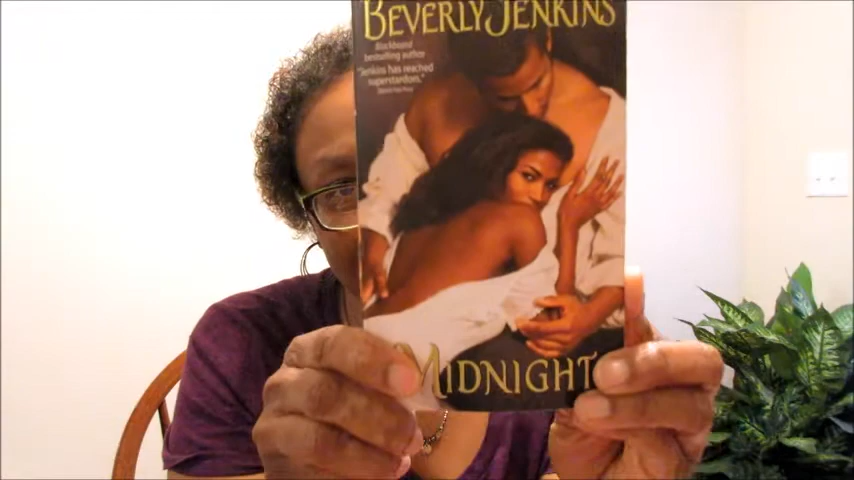 BEVERLY JENKINS
Blackboard
bestselling author
"Jenkins has reached
superstardom."
MIDNIGHT